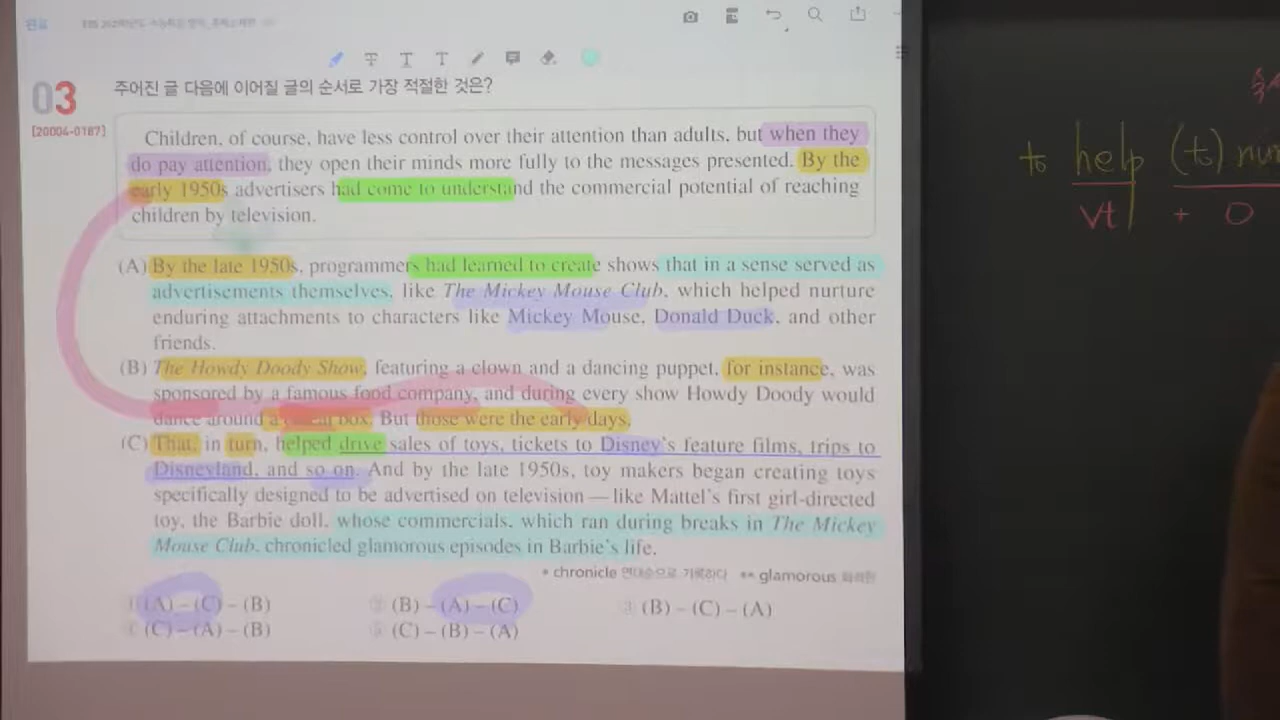 완료
03
[20004-0187]
주어진 글 다음에 이어질 글의 순서로 가장 적절한 것은?
Children, of course, have less control over their attention than adults, but when they
do pay attention, they open their minds more fully to the messages presented. By the
early 1950s advertisers had come to understand the commercial potential of reaching
children by television.
(A) By the late 1950s, programmers had learned to create shows that in a sense served as
advertisements themselves, like The Mickey Mouse Club, which helped nurture
enduring attachments to characters like Mickey Mouse, Donald Duck, and other
friends.
(B) The Howdy Doody Show, featuring a clown and a dancing puppet, for instance, was
sponsored by a famous food company, and during every show Howdy Doody would
dance around a cereal box. But those were the early days.
(C) That, in turn, helped drive sales of toys, tickets to Disney's feature films, trips to
Disneyland, and so on. And by the late 1950s, toy makers began creating toys
specifically designed to be advertised on television — like Mattel's first girl-directed
toy, the Barbie doll, whose commercials, which ran during breaks in The Mickey
Mouse Club, chronicled glamorous episodes in Barbie's life.
* chronicle 연대순으로 기록하다 ** glamorous 화려한
① (A) – (C) – (B) ② (B) – (A) – (C) ③ (B) – (C) – (A)
④ (C) – (A) – (B) ⑤ (C) – (B) – (A)
to help (to)
vt + O